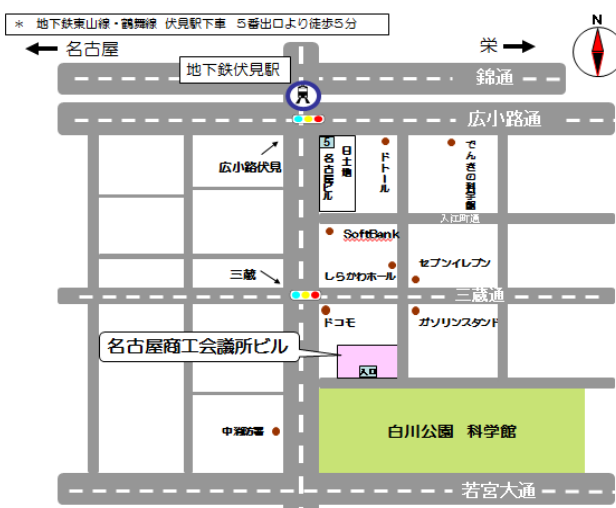 ＊ 地下鉄東山線・鶴舞線 伏見駅下車 5番出口より徒歩5分
N
名古屋
栄
地下鉄伏見駅
錦通
広小路通
広小路伏見
5
日土地
名古屋ビル
ドトール
でんきの科学館
入江町通
SoftBank
セブンイレブン
しらかわホール
三蔵
三蔵通
ドコモ
ガソリンスタンド
名古屋商工会議所ビル
入口
中消防署
白川公園 科学館
若宮大通